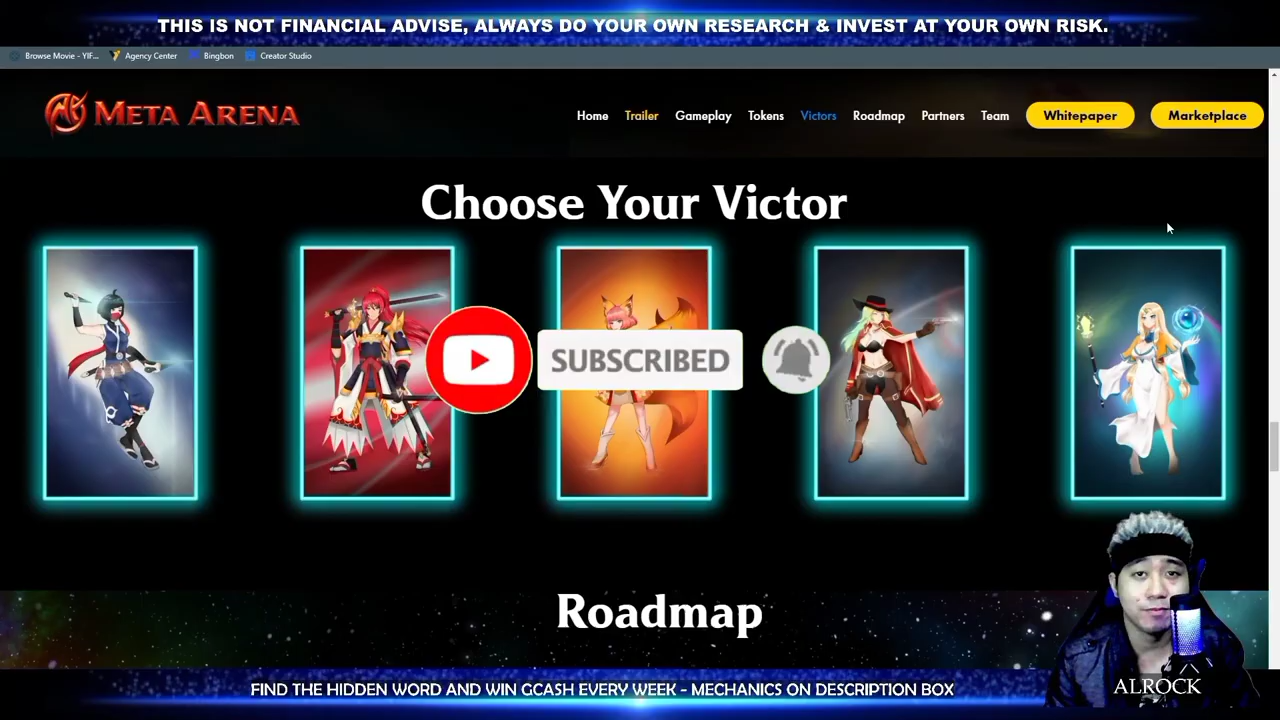 THIS IS NOT FINANCIAL ADVISE, ALWAYS DO YOUR OWN RESEARCH & INVEST AT YOUR OWN RISK.
Browse Movie - YIF... Agency Center Bingbon Creator Studio
META ARENA Home Trailer Gameplay Tokens Victors Roadmap Partners Team Whitepaper Marketplace
Choose Your Victor
SUBSCRIBED
Roadmap
FIND THE HIDDEN WORD AND WIN GCASH EVERY WEEK - MECHANICS ON DESCRIPTION BOX
ALROCK